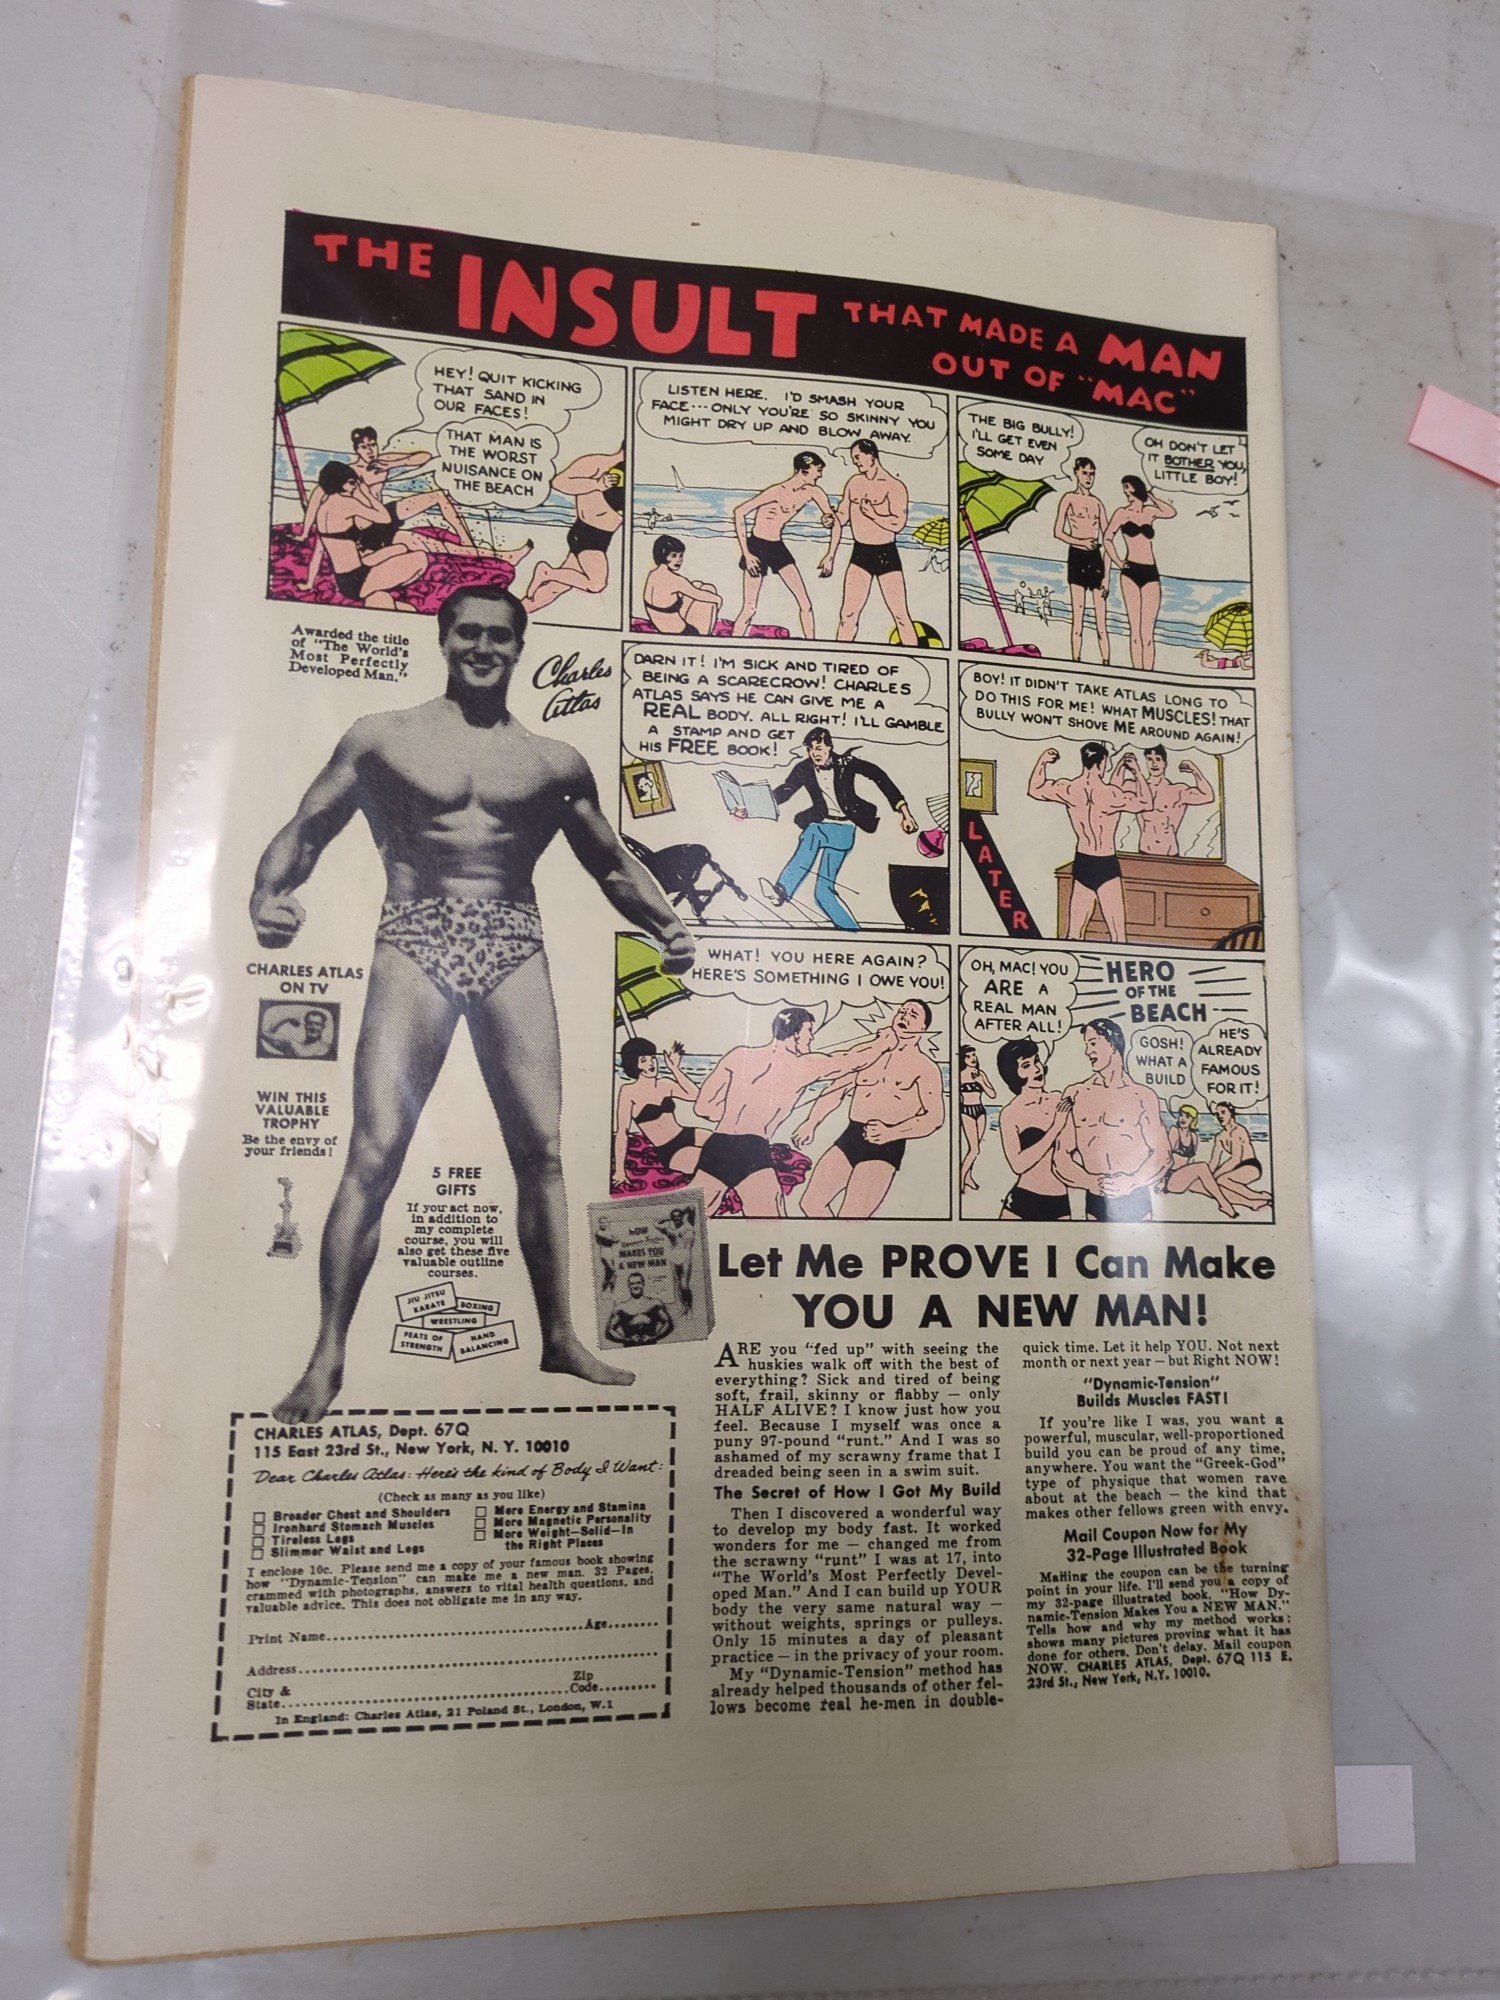 THE INSULT THAT MADE A MAN
OUT OF "MAC"
HEY! QUIT KICKING
THAT SAND IN
OUR FACES!
THAT MAN IS
THE WORST
NUISANCE ON
THE BEACH
LISTEN HERE. I'D SMASH YOUR
FACE---ONLY YOU'RE SO SKINNY YOU
MIGHT DRY UP AND BLOW AWAY.
THE BIG BULLY!
I'LL GET EVEN
SOME DAY
OH DON'T LET
IT BOTHER YOU,
LITTLE BOY!
Awarded the title
of "The World's
Most Perfectly
Developed Man."
Charles
Atlas
DARN IT! I'M SICK AND TIRED OF
BEING A SCARECROW! CHARLES
ATLAS SAYS HE CAN GIVE ME A
REAL BODY. ALL RIGHT! I'LL GAMBLE
A STAMP AND GET
HIS FREE BOOK!
BOY! IT DIDN'T TAKE ATLAS LONG TO
DO THIS FOR ME! WHAT MUSCLES! THAT
BULLY WON'T SHOVE ME AROUND AGAIN!
LATER
WHAT! YOU HERE AGAIN?
HERE'S SOMETHING I OWE YOU!
OH, MAC! YOU
ARE A
REAL MAN
AFTER ALL!
HERO
OF THE
BEACH
GOSH!
WHAT A
BUILD
HE'S
ALREADY
FAMOUS
FOR IT!
CHARLES ATLAS
ON TV
WIN THIS
VALUABLE
TROPHY
Be the envy of
your friends!
5 FREE
GIFTS
If you act now,
in addition to
my complete
course, you will
also get these five
valuable outline
courses.
JIU JITSU
KARATE
BOXING
WRESTLING
FEATS OF
STRENGTH
HAND
BALANCING
HOW
MAKES YOU
A NEW MAN
Let Me PROVE I Can Make
YOU A NEW MAN!
ARE you "fed up" with seeing the
huskies walk off with the best of
everything? Sick and tired of being
soft, frail, skinny or flabby — only
HALF ALIVE? I know just how you
feel. Because I myself was once a
puny 97-pound "runt." And I was so
ashamed of my scrawny frame that I
dreaded being seen in a swim suit.
The Secret of How I Got My Build
Then I discovered a wonderful way
to develop my body fast. It worked
wonders for me — changed me from
the scrawny "runt" I was at 17, into
"The World's Most Perfectly Devel-
oped Man." And I can build up YOUR
body the very same natural way —
without weights, springs or pulleys.
Only 15 minutes a day of pleasant
practice — in the privacy of your room.
My "Dynamic-Tension" method has
already helped thousands of other fel-
lows become real he-men in double-
quick time. Let it help YOU. Not next
month or next year — but Right NOW!
"Dynamic-Tension"
Builds Muscles FAST!
If you're like I was, you want a
powerful, muscular, well-proportioned
build you can be proud of any time,
anywhere. You want the "Greek-God"
type of physique that women rave
about at the beach — the kind that
makes other fellows green with envy.
Mail Coupon Now for My
32-Page Illustrated Book
Mailing the coupon can be the turning
point in your life. I'll send you a copy of
my 32-page illustrated book, "How Dy-
namic-Tension Makes You a NEW MAN."
Tells how and why my method works;
shows many pictures proving what it has
done for others. Don't delay. Mail coupon
NOW. CHARLES ATLAS, Dept. 67Q 115 E.
23rd St., New York, N.Y. 10010.
CHARLES ATLAS, Dept. 67Q
115 East 23rd St., New York, N. Y. 10010
Dear Charles Atlas: Here's the kind of Body I Want:
(Check as many as you like)
Broader Chest and Shoulders
Ironhard Stomach Muscles
Tireless Legs
Slimmer Waist and Legs
More Energy and Stamina
More Magnetic Personality
More Weight—Solid—In
the Right Places
I enclose 10c. Please send me a copy of your famous book showing
how "Dynamic-Tension" can make me a new man. 32 Pages,
crammed with photographs, answers to vital health questions, and
valuable advice. This does not obligate me in any way.
Print Name........Age........
Address........
City & State........Zip Code........
In England: Charles Atlas, 21 Poland St., London, W.1